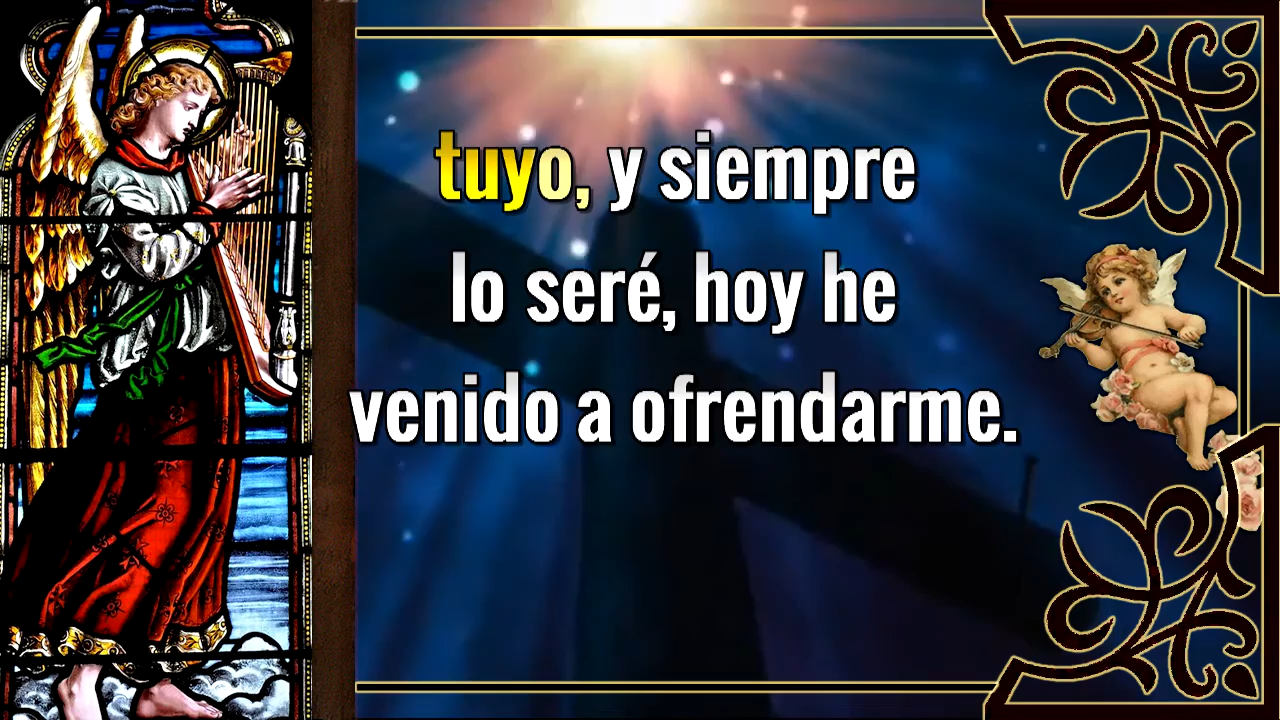 tuyo, y siempre
lo seré, hoy he
venido a ofrendarme.